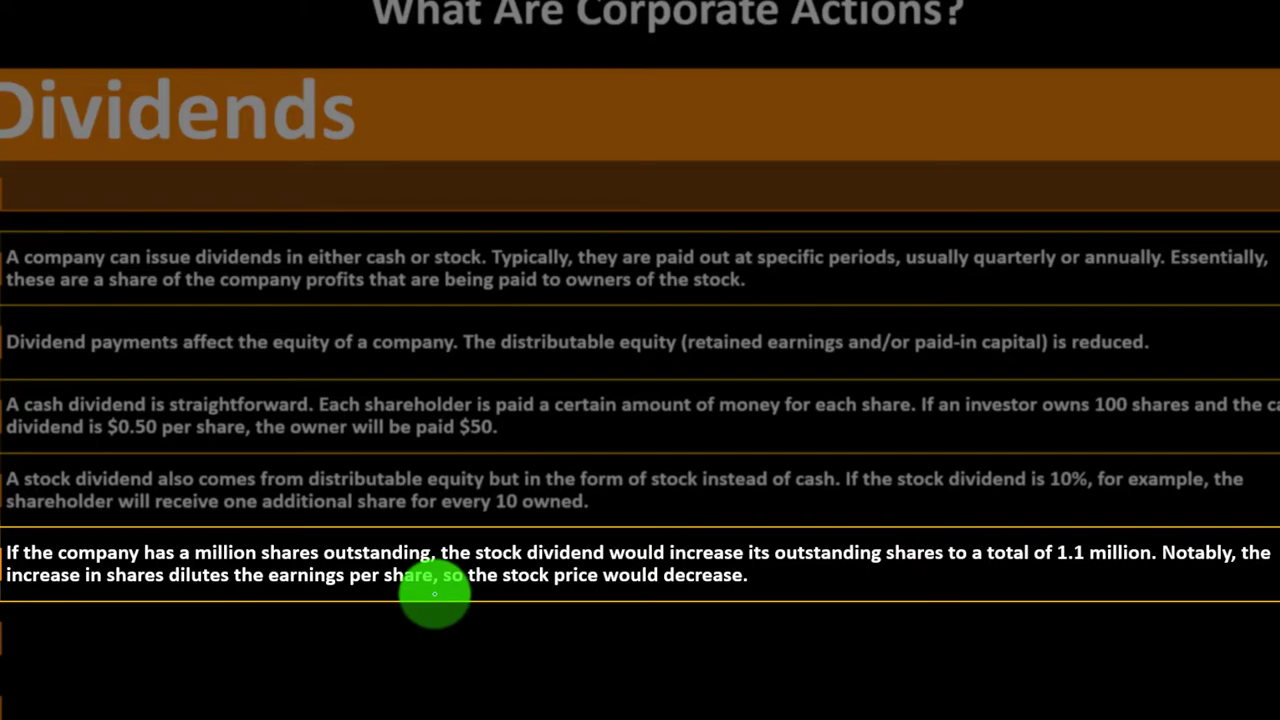 What Are Corporate Actions?
Dividends
A company can issue dividends in either cash or stock. Typically, they are paid out at specific periods, usually quarterly or annually. Essentially,
these are a share of the company profits that are being paid to owners of the stock.
Dividend payments affect the equity of a company. The distributable equity (retained earnings and/or paid-in capital) is reduced.
A cash dividend is straightforward. Each shareholder is paid a certain amount of money for each share. If an investor owns 100 shares and the
dividend is $0.50 per share, the owner will be paid $50.
A stock dividend also comes from distributable equity but in the form of stock instead of cash. If the stock dividend is 10%, for example, the
shareholder will receive one additional share for every 10 owned.
If the company has a million shares outstanding, the stock dividend would increase its outstanding shares to a total of 1.1 million. Notably, the
increase in shares dilutes the earnings per share, so the stock price would decrease.